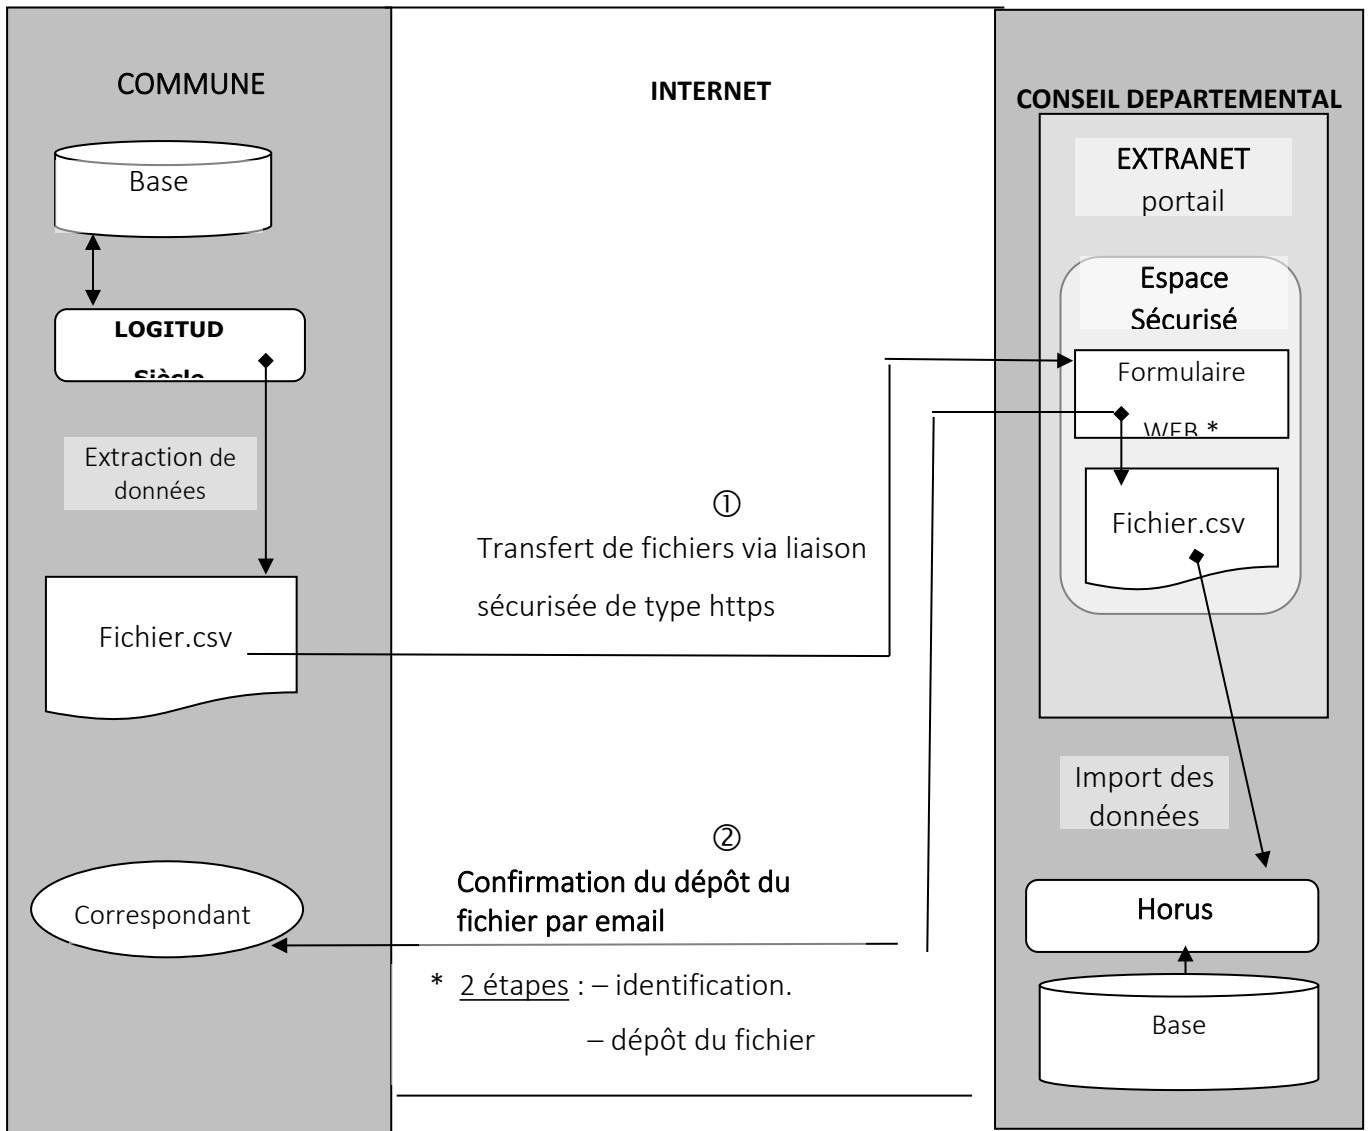 COMMUNE
Base
LOGITUD
Siècle
Extraction de
données
Fichier.csv
Correspondant
INTERNET
①
Transfert de fichiers via liaison
sécurisée de type https
②
Confirmation du dépôt du
fichier par email
* 2 étapes : – identification.
– dépôt du fichier
CONSEIL DEPARTEMENTAL
EXTRANET
portail
Espace
Sécurisé
Formulaire
WEB *
Fichier.csv
Import des
données
Horus
Base